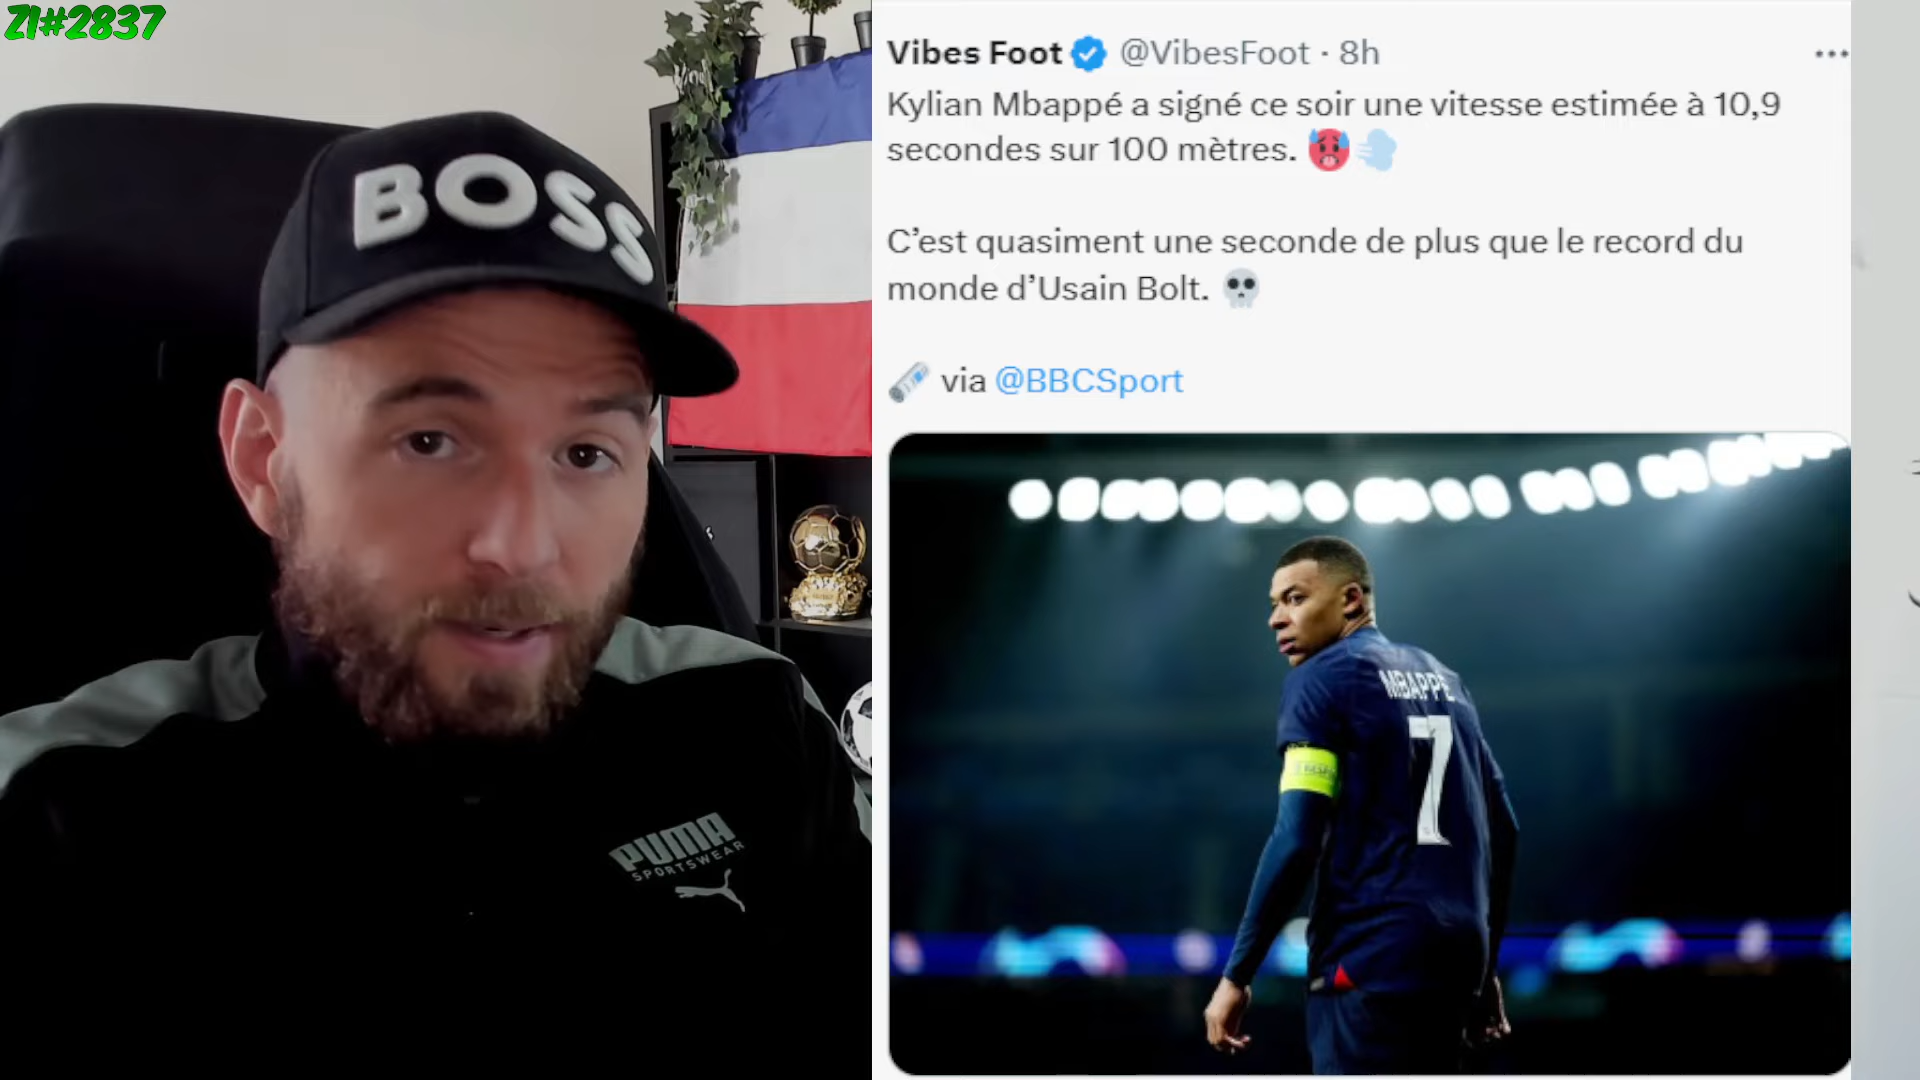 ZI#2837
BOSS
PUMA
SPORTSWEAR
Vibes Foot @VibesFoot · 8h
Kylian Mbappé a signé ce soir une vitesse estimée à 10,9
secondes sur 100 mètres. 🥵💨
C’est quasiment une seconde de plus que le record du
monde d’Usain Bolt. 💀
🗞️ via @BBCSport
MBAPPÉ
7